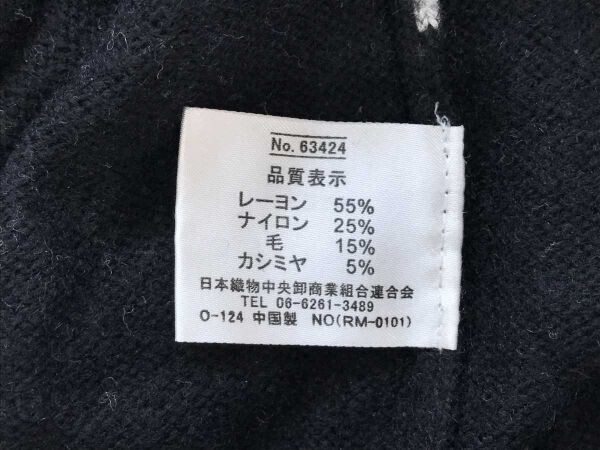 No. 63424
品質表示
レーヨン 55%
ナイロン 25%
毛 15%
カシミヤ 5%
日本織物中央卸商業組合連合会
TEL 06-6261-3489
O-124 中国製 NO(RM-0101)